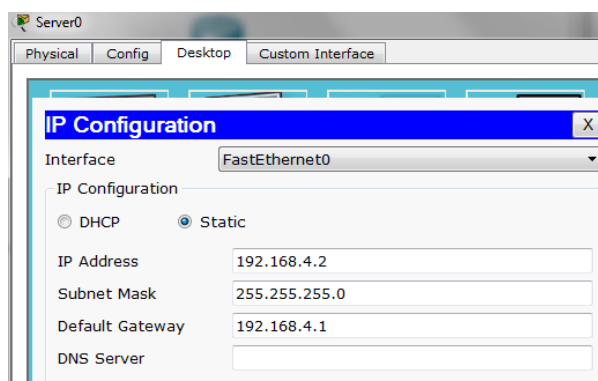 Server0
Physical Config Desktop Custom Interface
IP Configuration X
Interface FastEthernet0
IP Configuration
DHCP Static
IP Address 192.168.4.2
Subnet Mask 255.255.255.0
Default Gateway 192.168.4.1
DNS Server